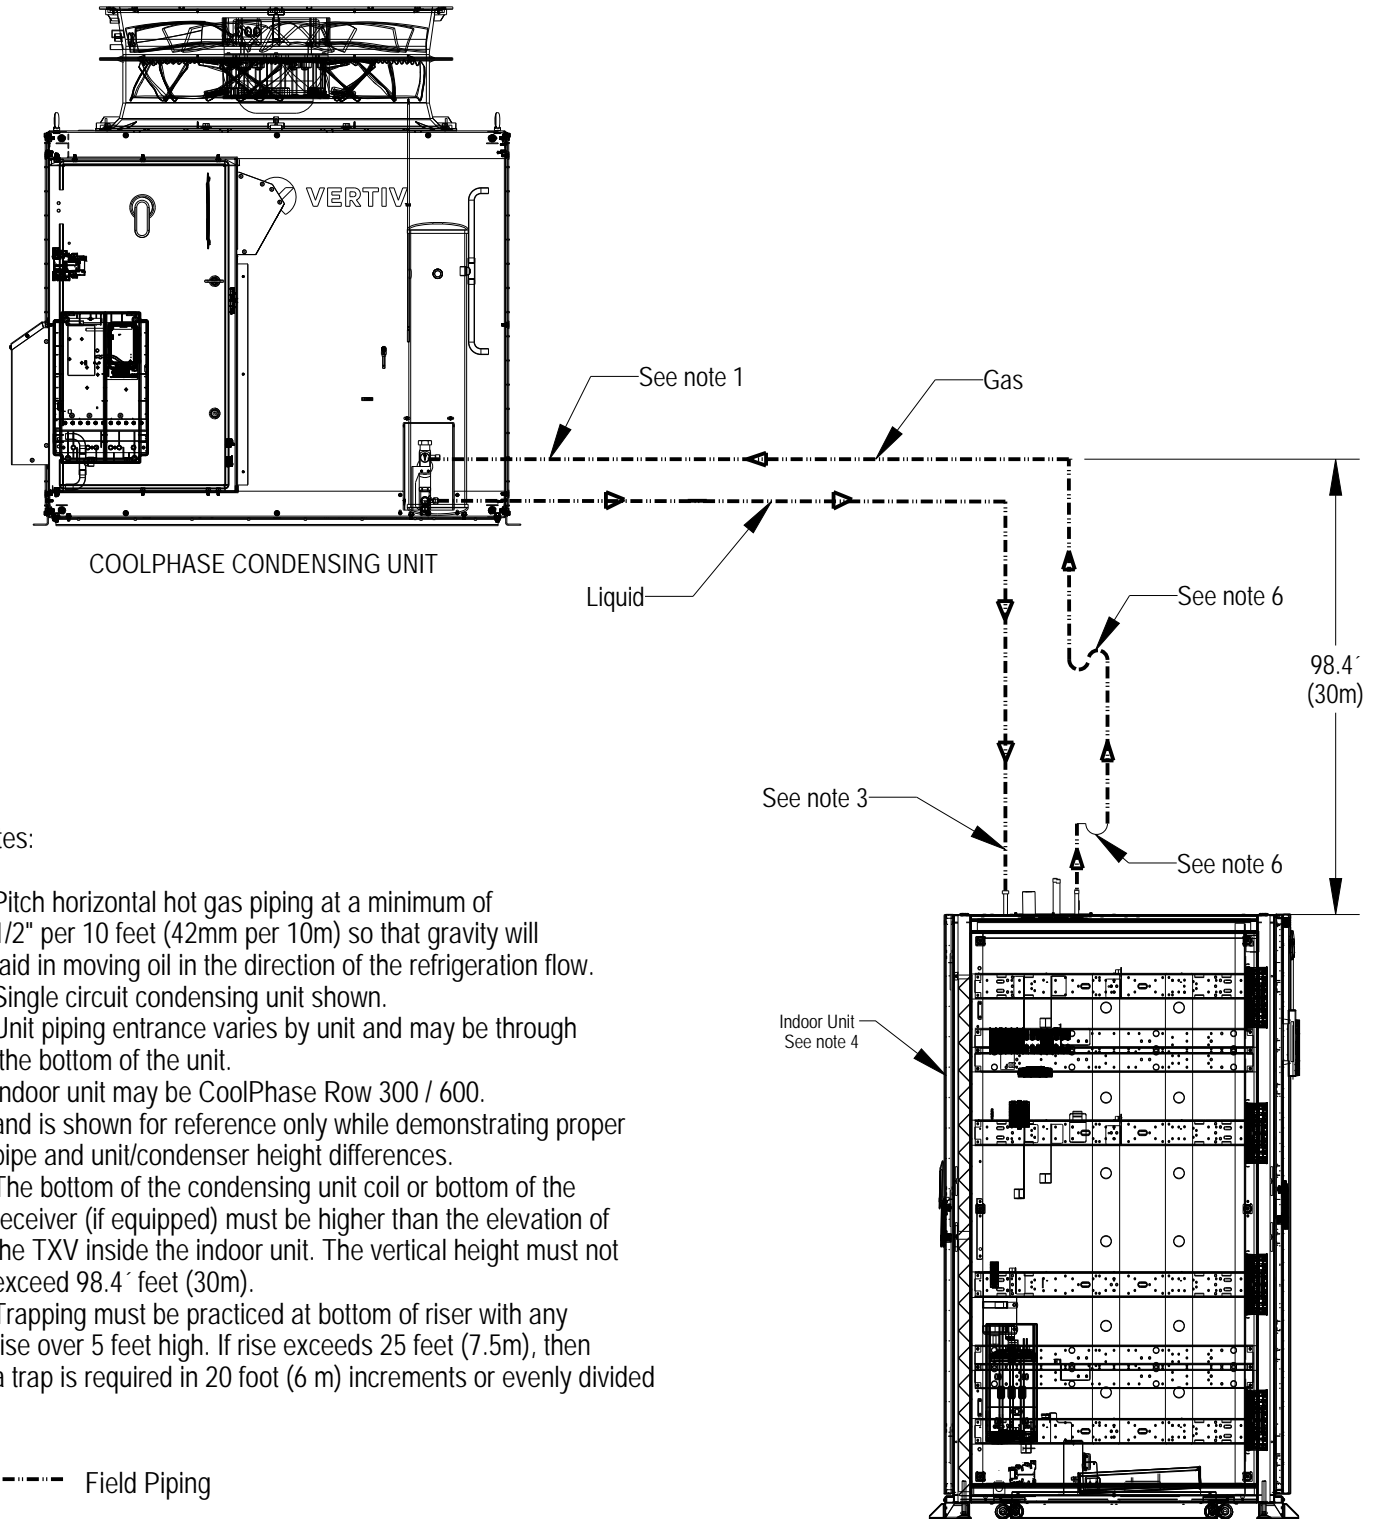 VERTIV
See note 1
Gas
COOLPHASE CONDENSING UNIT
Liquid
See note 6
98.4´
(30m)
See note 3
See note 6
tes:
Pitch horizontal hot gas piping at a minimum of
1/2" per 10 feet (42mm per 10m) so that gravity will
aid in moving oil in the direction of the refrigeration flow.
Single circuit condensing unit shown.
Unit piping entrance varies by unit and may be through
the bottom of the unit.
ndoor unit may be CoolPhase Row 300 / 600.
and is shown for reference only while demonstrating proper
pipe and unit/condenser height differences.
The bottom of the condensing unit coil or bottom of the
eceiver (if equipped) must be higher than the elevation of
he TXV inside the indoor unit. The vertical height must not
exceed 98.4´ feet (30m).
Trapping must be practiced at bottom of riser with any
ise over 5 feet high. If rise exceeds 25 feet (7.5m), then
a trap is required in 20 foot (6 m) increments or evenly divided
Indoor Unit
See note 4
Field Piping